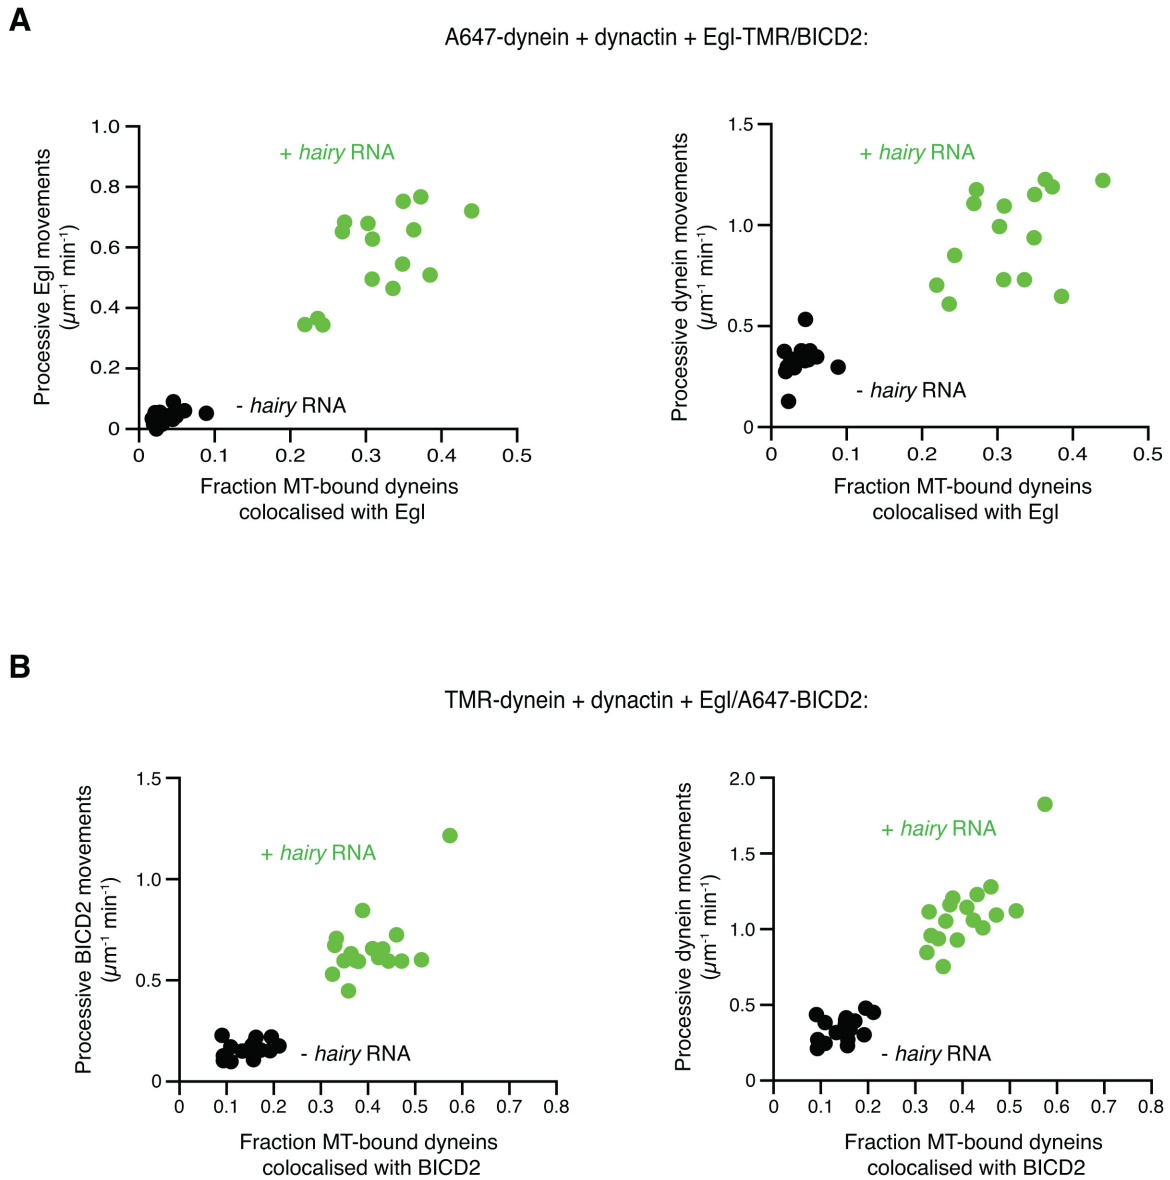 A
A647-dynein + dynactin + Egl-TMR/BICD2:
Processive Egl movements
(µm⁻¹ min⁻¹)
1.0
0.8
0.6
0.4
0.2
0
+ hairy RNA
- hairy RNA
0 0.1 0.2 0.3 0.4 0.5
Fraction MT-bound dyneins
colocalised with Egl
Processive dynein movements
(µm⁻¹ min⁻¹)
1.5
1.0
0.5
0
+ hairy RNA
- hairy RNA
0 0.1 0.2 0.3 0.4 0.5
Fraction MT-bound dyneins
colocalised with Egl
B
TMR-dynein + dynactin + Egl/A647-BICD2:
Processive BICD2 movements
(µm⁻¹ min⁻¹)
1.5
1.0
0.5
0
+ hairy RNA
- hairy RNA
0 0.1 0.2 0.3 0.4 0.5 0.6 0.7 0.8
Fraction MT-bound dyneins
colocalised with BICD2
Processive dynein movements
(µm⁻¹ min⁻¹)
2.0
1.5
1.0
0.5
0
+ hairy RNA
- hairy RNA
0 0.1 0.2 0.3 0.4 0.5 0.6 0.7 0.8
Fraction MT-bound dyneins
colocalised with BICD2